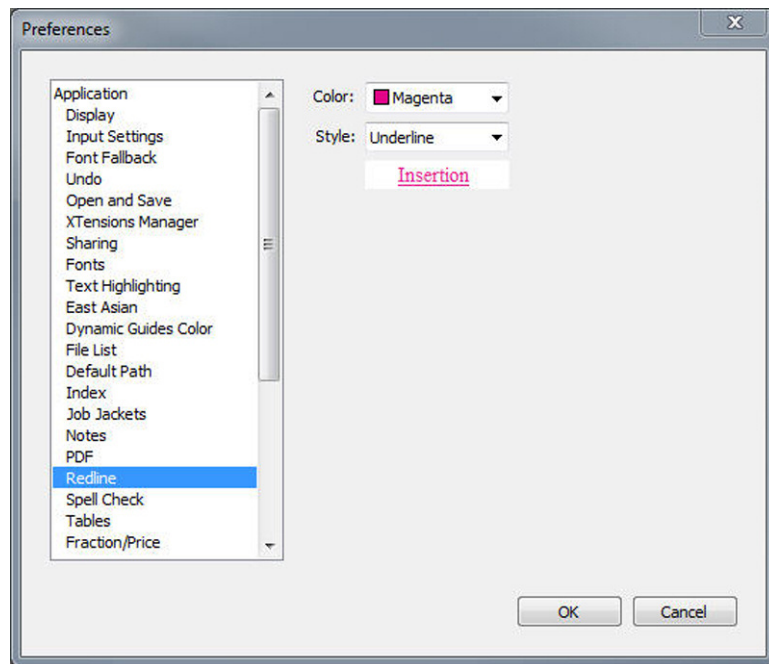 Preferences
X
Application
Display
Input Settings
Font Fallback
Undo
Open and Save
XTensions Manager
Sharing
Fonts
Text Highlighting
East Asian
Dynamic Guides Color
File List
Default Path
Index
Job Jackets
Notes
PDF
Redline
Spell Check
Tables
Fraction/Price
Color: Magenta
Style: Underline
Insertion
OK Cancel